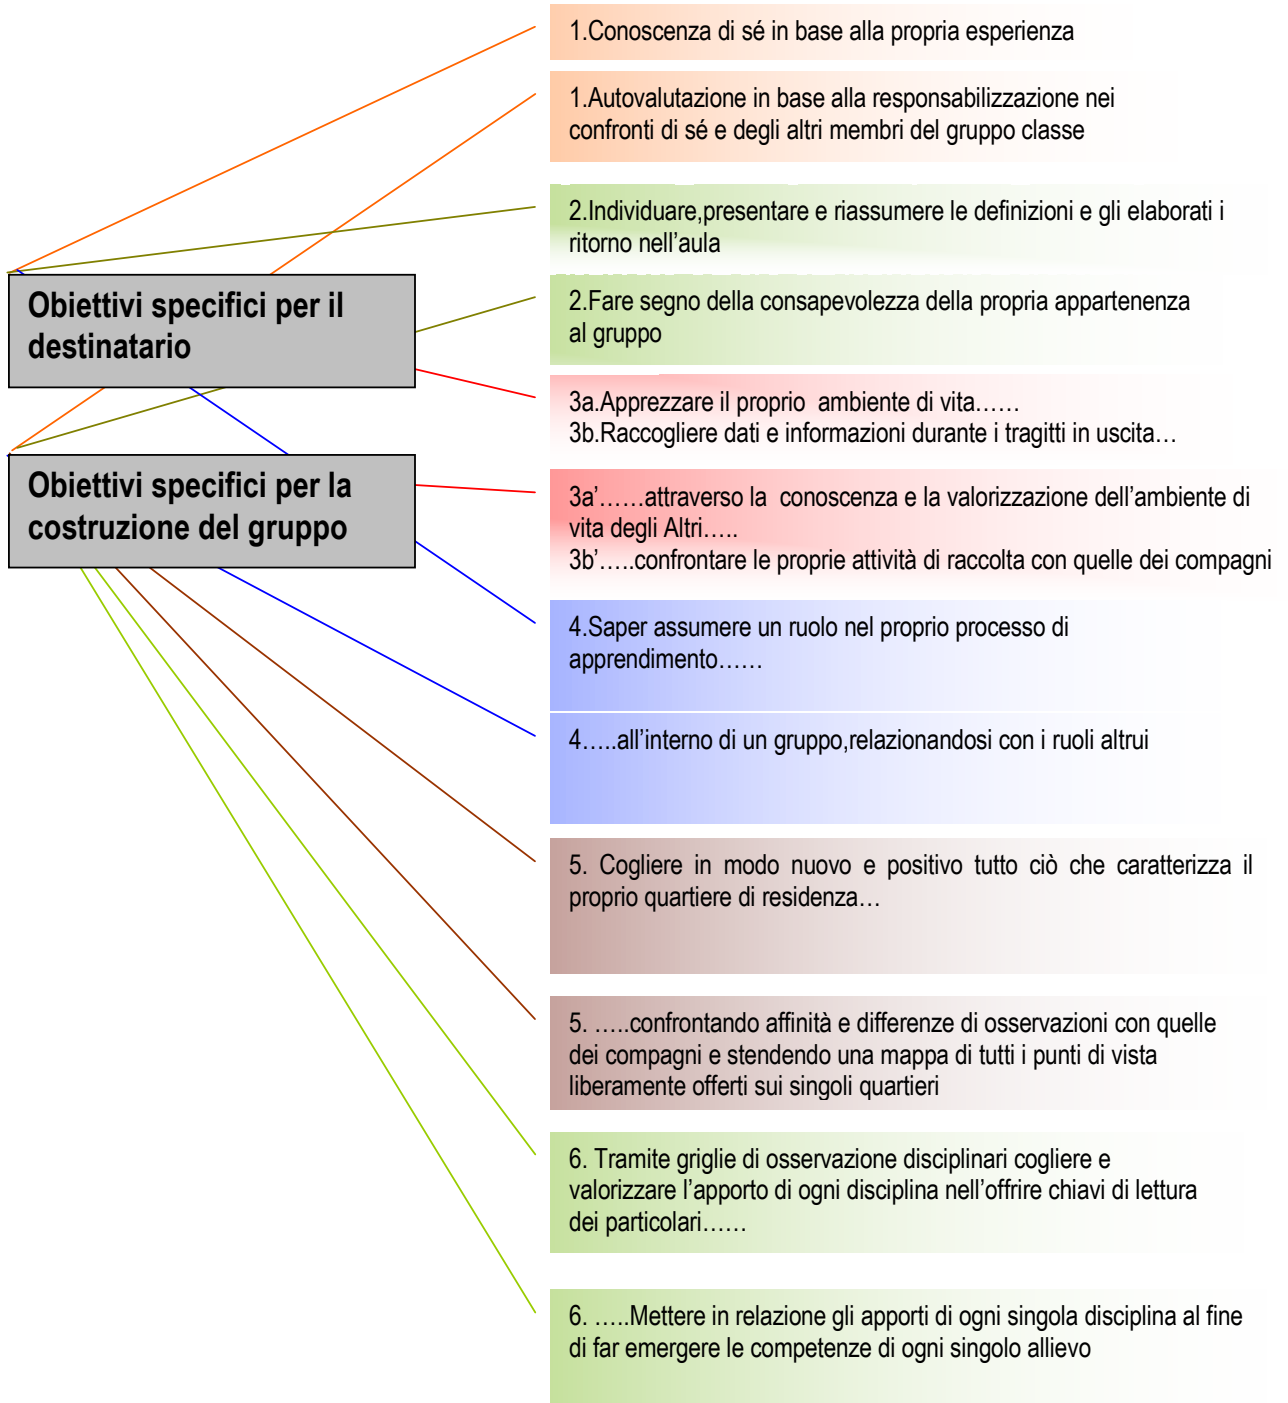 1.Conoscenza di sé in base alla propria esperienza
1.Autovalutazione in base alla responsabilizzazione nei
confronti di sé e degli altri membri del gruppo classe
2.Individuare,presentare e riassumere le definizioni e gli elaborati i
ritorno nell’aula
Obiettivi specifici per il
destinatario
2.Fare segno della consapevolezza della propria appartenenza
al gruppo
3a.Apprezzare il proprio ambiente di vita……
3b.Raccogliere dati e informazioni durante i tragitti in uscita…
Obiettivi specifici per la
costruzione del gruppo
3a’……attraverso la conoscenza e la valorizzazione dell’ambiente di
vita degli Altri…..
3b’…..confrontare le proprie attività di raccolta con quelle dei compagni
4.Saper assumere un ruolo nel proprio processo di
apprendimento……
4…..all’interno di un gruppo,relazionandosi con i ruoli altrui
5. Cogliere in modo nuovo e positivo tutto ciò che caratterizza il
proprio quartiere di residenza…
5. …..confrontando affinità e differenze di osservazioni con quelle
dei compagni e stendendo una mappa di tutti i punti di vista
liberamente offerti sui singoli quartieri
6. Tramite griglie di osservazione disciplinari cogliere e
valorizzare l’apporto di ogni disciplina nell’offrire chiavi di lettura
dei particolari……
6. …..Mettere in relazione gli apporti di ogni singola disciplina al fine
di far emergere le competenze di ogni singolo allievo